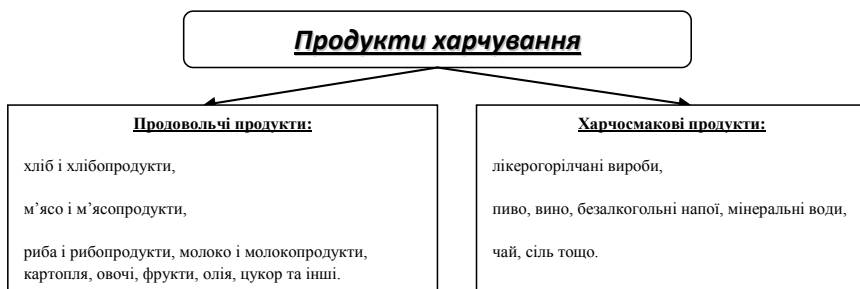 Продукти харчування
Продовольчі продукти:
хліб і хлібопродукти,
м’ясо і м’ясопродукти,
риба і рибопродукти, молоко і молокопродукти,
картопля, овочі, фрукти, олія, цукор та інші.
Харчосмакові продукти:
лікерогорілчані вироби,
пиво, вино, безалкогольні напої, мінеральні води,
чай, сіль тощо.